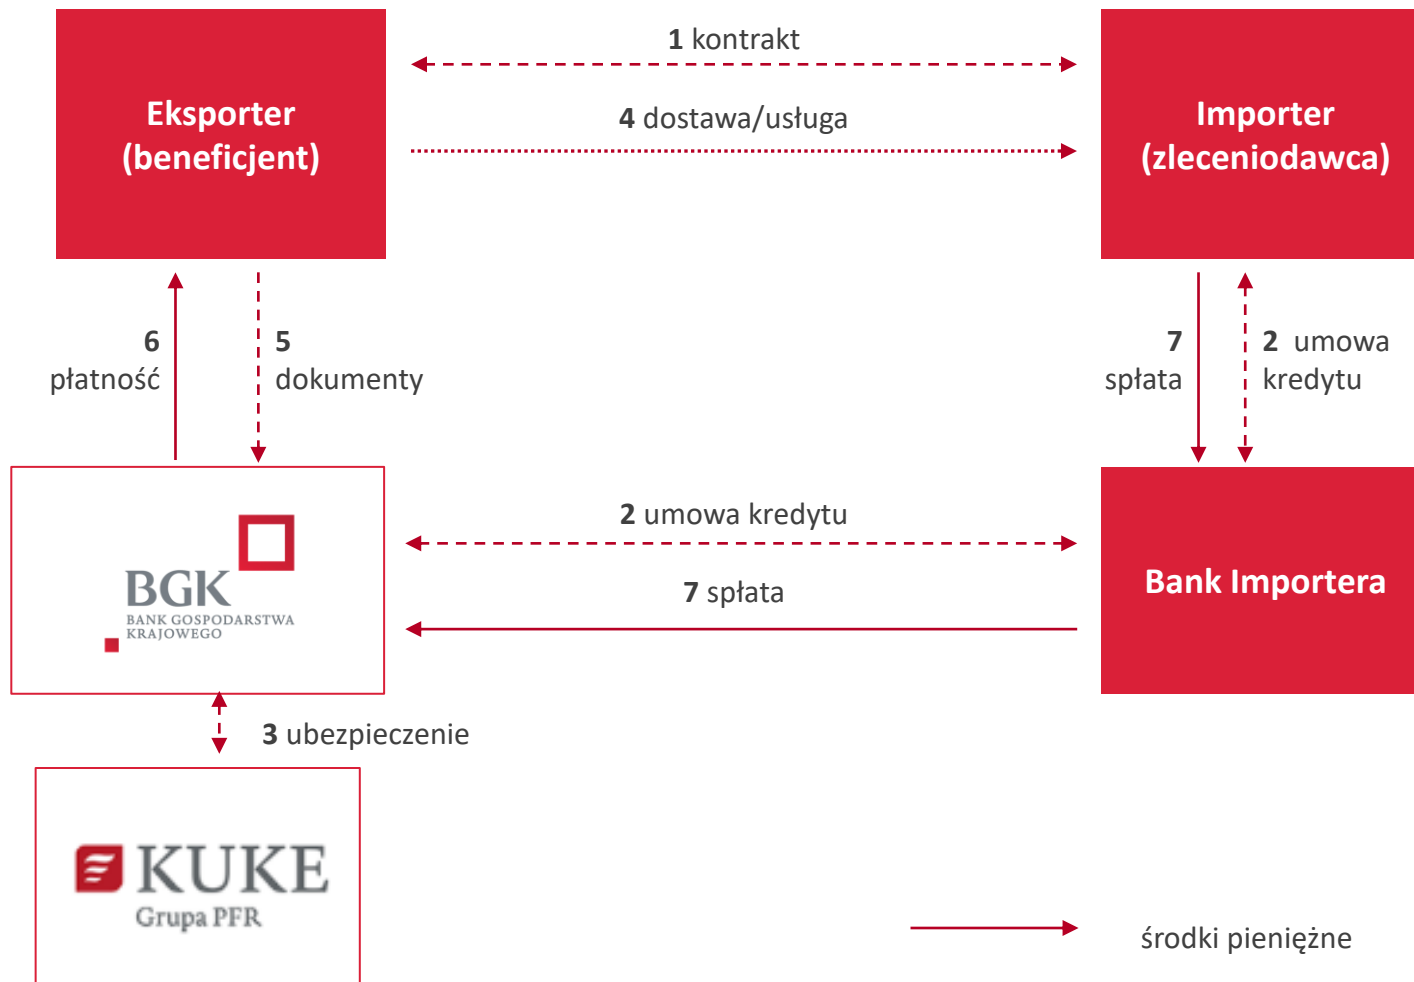 1 kontrakt
Eksporter
(beneficjent)
4 dostawa/usługa
Importer
(zleceniodawca)
6
płatność
5
dokumenty
7
spłata
2 umowa
kredytu
BGK
BANK GOSPODARSTWA
KRAJOWEGO
2 umowa kredytu
7 spłata
Bank Importera
3 ubezpieczenie
KUKE
Grupa PFR
środki pieniężne